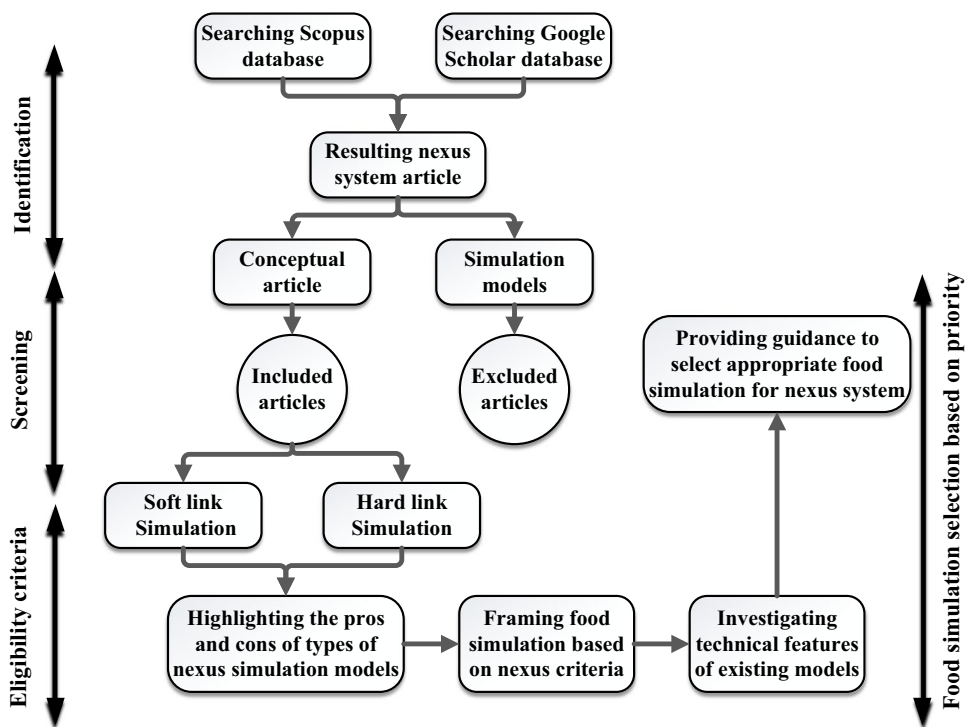 Searching Scopus
database
Searching Google
Scholar database
Resulting nexus
system article
Conceptual
article
Simulation
models
Included
articles
Excluded
articles
Providing guidance to
select appropriate food
simulation for nexus system
Soft link
Simulation
Hard link
Simulation
Highlighting the pros
and cons of types of
nexus simulation models
Framing food
simulation based
on nexus criteria
Investigating
technical features
of existing models
Identification
Screening
Eligibility criteria
Food simulation selection based on priority